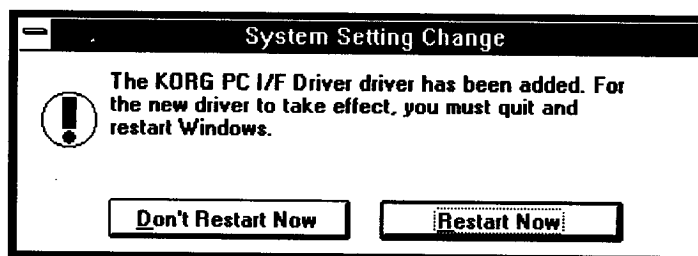 System Setting Change
The KORG PC I/F Driver driver has been added. For
the new driver to take effect, you must quit and
restart Windows.
Don't Restart Now
Restart Now